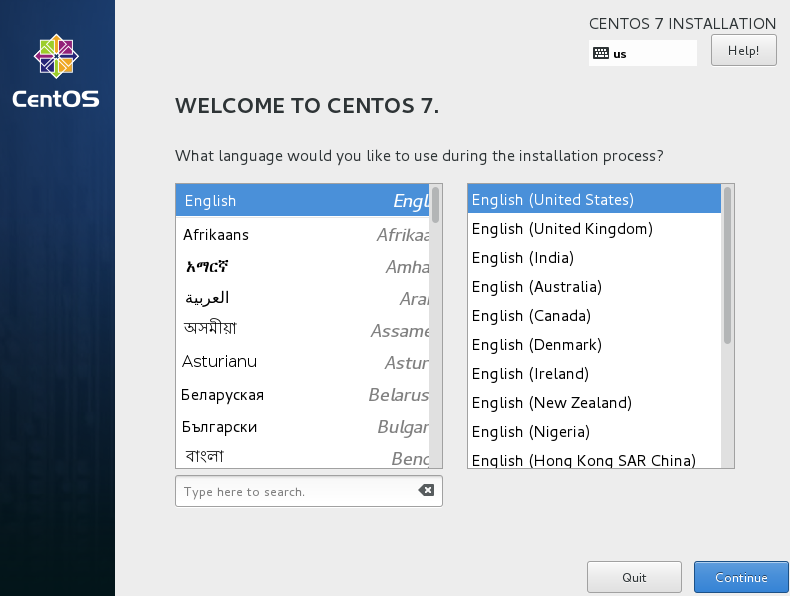 CentOS
CENTOS 7 INSTALLATION
us
Help!
WELCOME TO CENTOS 7.
What language would you like to use during the installation process?
English Engl
Afrikaans Afrikaa
አማርኛ Amha
العربية Ara
অসমীয়া Assame
Asturianu Astur
Беларуская Belarus
Български Bulgar
বাংলা Beng
Type here to search.
English (United States)
English (United Kingdom)
English (India)
English (Australia)
English (Canada)
English (Denmark)
English (Ireland)
English (New Zealand)
English (Nigeria)
English (Hong Kong SAR China)
Quit
Continue